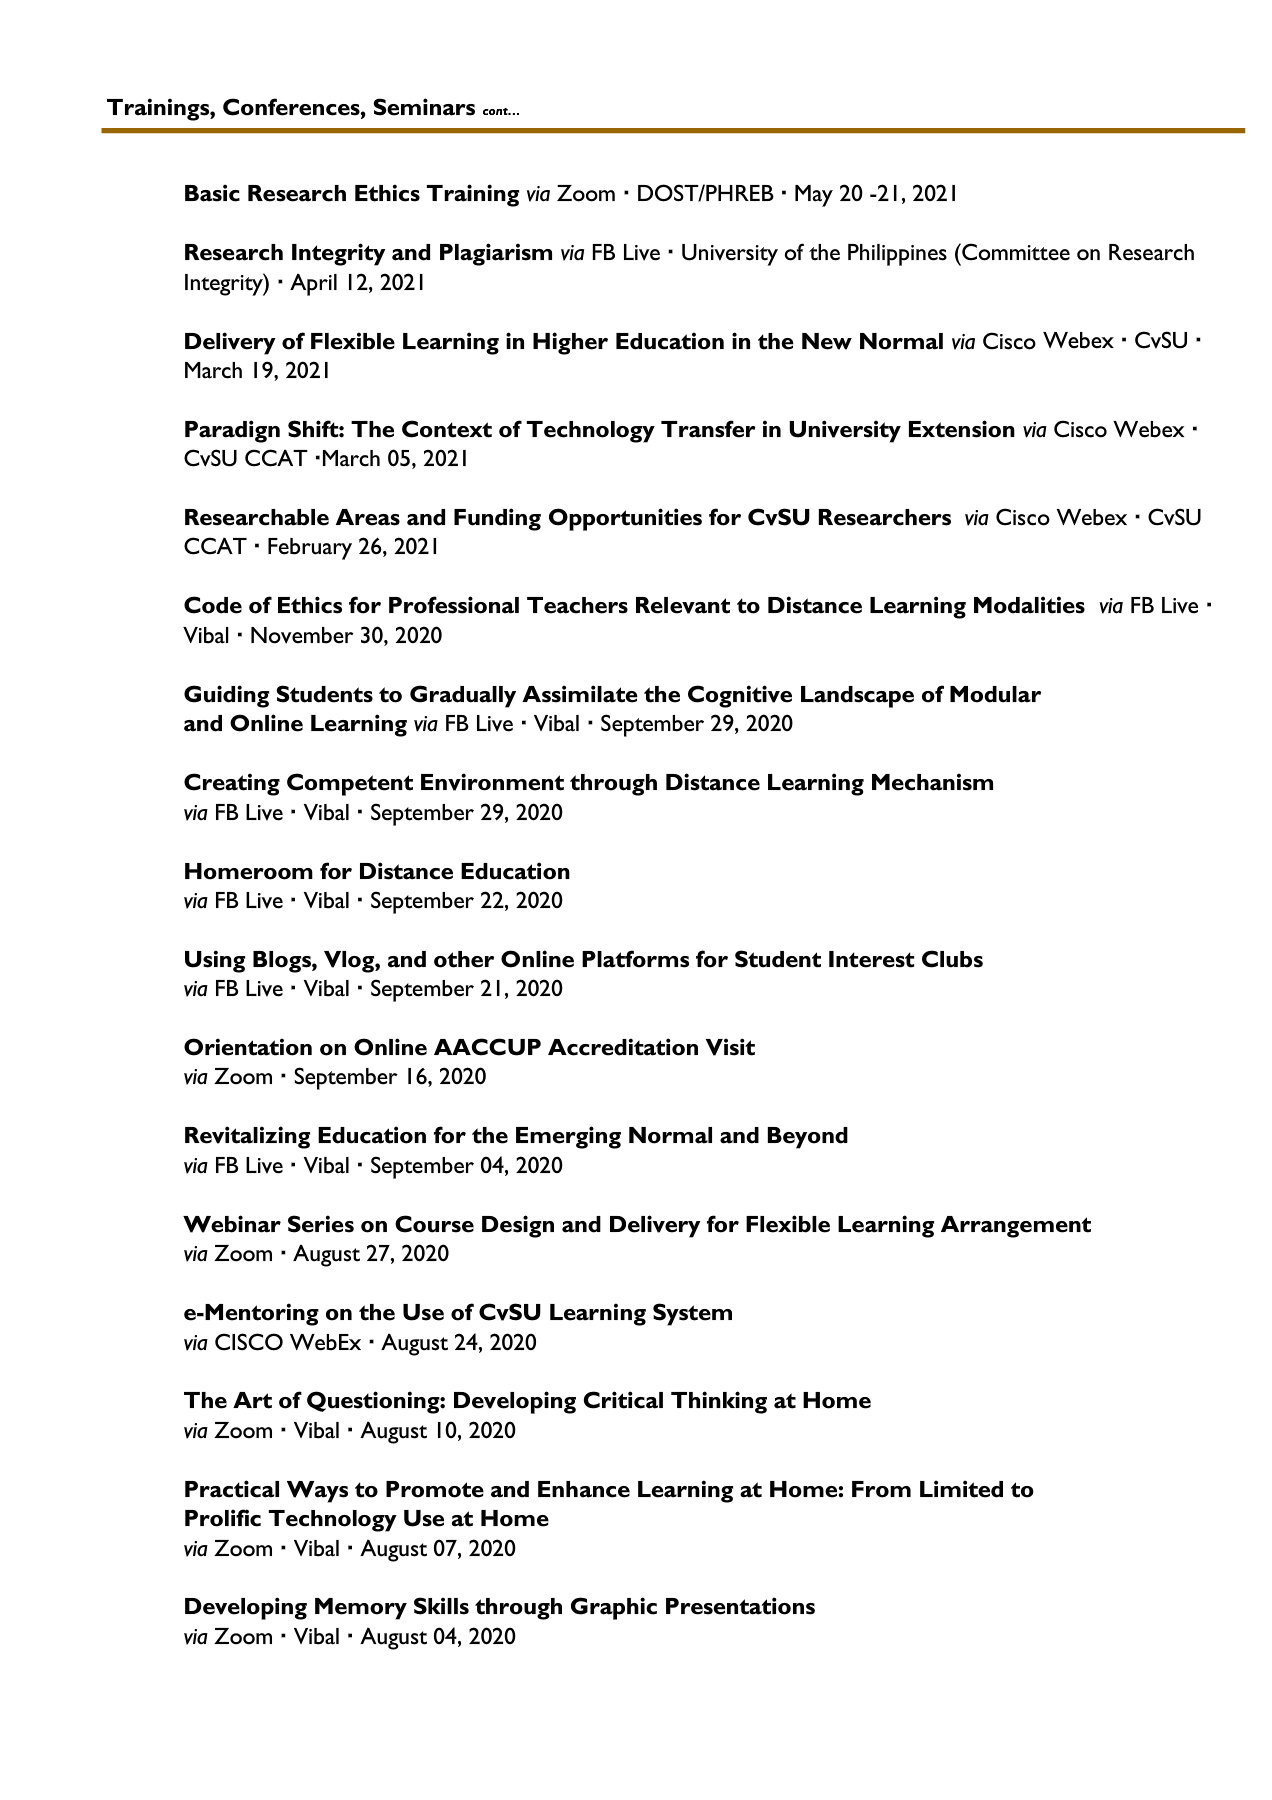 Trainings, Conferences, Seminars cont...
Basic Research Ethics Training via Zoom · DOST/PHREB · May 20 -21, 2021
Research Integrity and Plagiarism via FB Live · University of the Philippines (Committee on Research
Integrity) · April 12, 2021
Delivery of Flexible Learning in Higher Education in the New Normal via Cisco Webex · CvSU ·
March 19, 2021
Paradign Shift: The Context of Technology Transfer in University Extension via Cisco Webex ·
CvSU CCAT ·March 05, 2021
Researchable Areas and Funding Opportunities for CvSU Researchers via Cisco Webex · CvSU
CCAT · February 26, 2021
Code of Ethics for Professional Teachers Relevant to Distance Learning Modalities via FB Live ·
Vibal · November 30, 2020
Guiding Students to Gradually Assimilate the Cognitive Landscape of Modular
and Online Learning via FB Live · Vibal · September 29, 2020
Creating Competent Environment through Distance Learning Mechanism
via FB Live · Vibal · September 29, 2020
Homeroom for Distance Education
via FB Live · Vibal · September 22, 2020
Using Blogs, Vlog, and other Online Platforms for Student Interest Clubs
via FB Live · Vibal · September 21, 2020
Orientation on Online AACCUP Accreditation Visit
via Zoom · September 16, 2020
Revitalizing Education for the Emerging Normal and Beyond
via FB Live · Vibal · September 04, 2020
Webinar Series on Course Design and Delivery for Flexible Learning Arrangement
via Zoom · August 27, 2020
e-Mentoring on the Use of CvSU Learning System
via CISCO WebEx · August 24, 2020
The Art of Questioning: Developing Critical Thinking at Home
via Zoom · Vibal · August 10, 2020
Practical Ways to Promote and Enhance Learning at Home: From Limited to
Prolific Technology Use at Home
via Zoom · Vibal · August 07, 2020
Developing Memory Skills through Graphic Presentations
via Zoom · Vibal · August 04, 2020